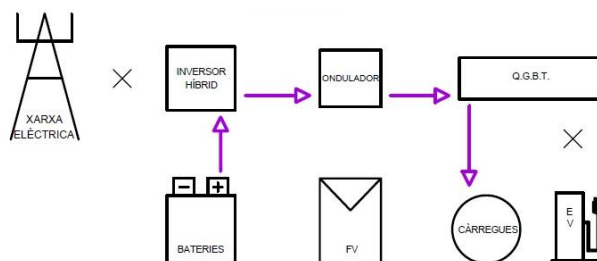 XARXA
ELÈCTRICA
INVERSOR
HÍBRID
ONDULADOR
Q.G.B.T.
BATERIES
FV
CÀRREGUES
E
V